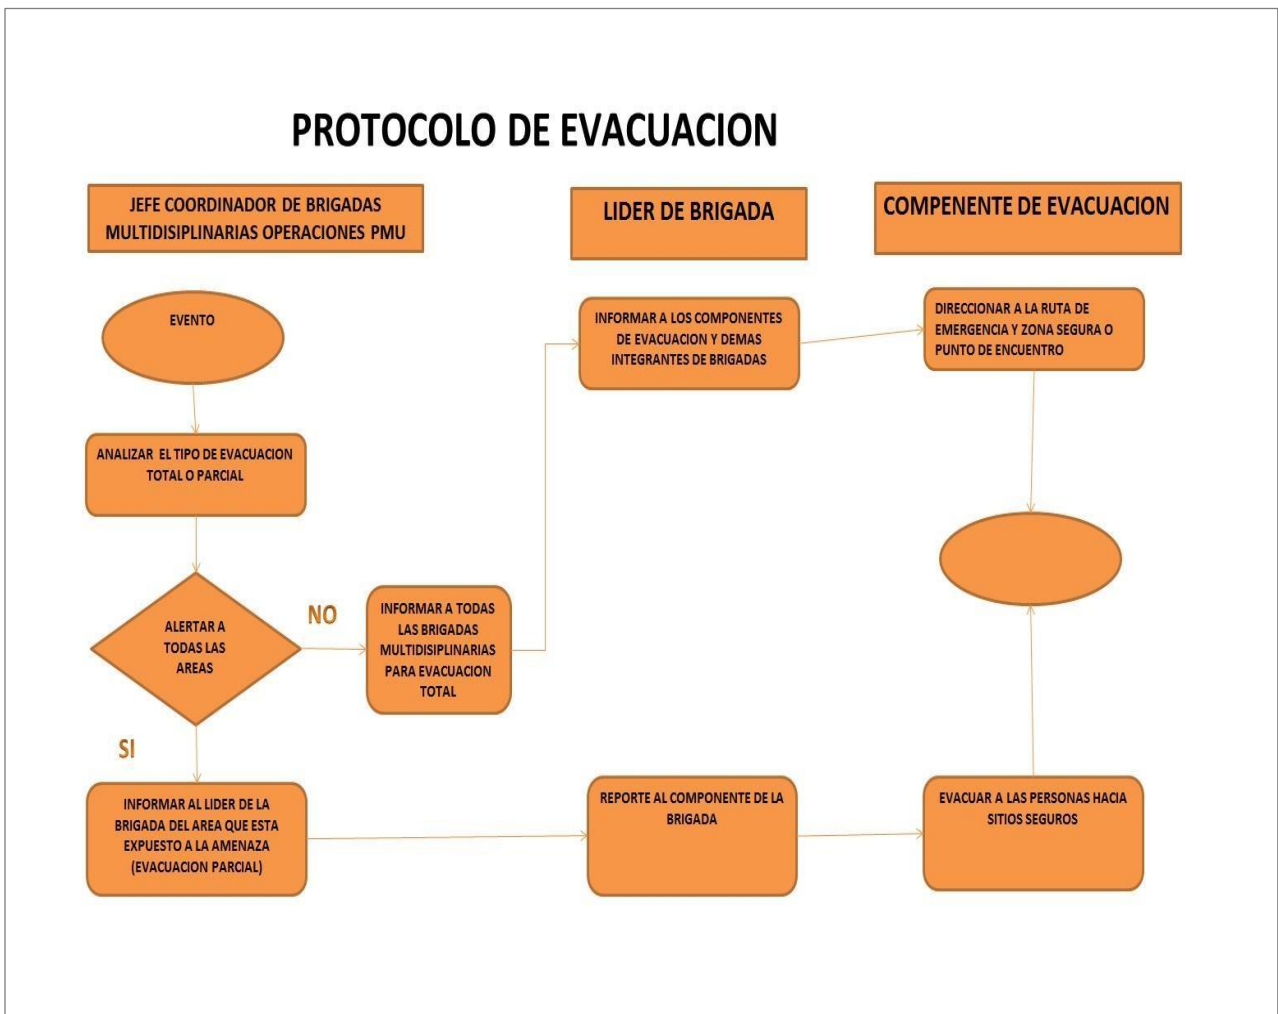 PROTOCOLO DE EVACUACION
JEFE COORDINADOR DE BRIGADAS
MULTIDISIPLINARIAS OPERACIONES PMU
LIDER DE BRIGADA
COMPENENTE DE EVACUACION
EVENTO
INFORMAR A LOS COMPONENTES
DE EVACUACION Y DEMAS
INTEGRANTES DE BRIGADAS
DIRECCIONAR A LA RUTA DE
EMERGENCIA Y ZONA SEGURA O
PUNTO DE ENCUENTRO
ANALIZAR EL TIPO DE EVACUACION
TOTAL O PARCIAL
ALERTAR A
TODAS LAS
AREAS
NO
INFORMAR A TODAS
LAS BRIGADAS
MULTIDISIPLINARIAS
PARA EVACUACION
TOTAL
SI
INFORMAR AL LIDER DE LA
BRIGADA DEL AREA QUE ESTA
EXPUESTO A LA AMENAZA
(EVACUACION PARCIAL)
REPORTE AL COMPONENTE DE LA
BRIGADA
EVACUAR A LAS PERSONAS HACIA
SITIOS SEGUROS